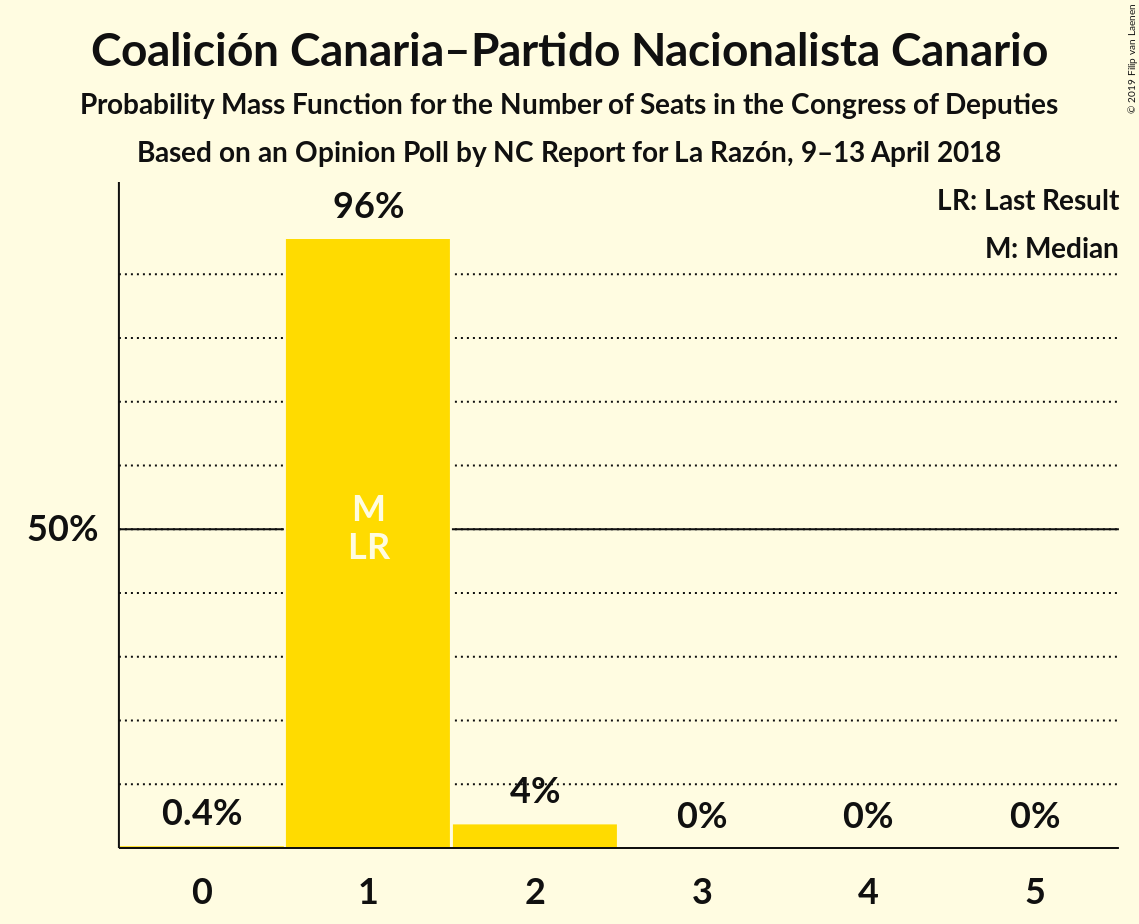 Coalición Canaria–Partido Nacionalista Canario
Probability Mass Function for the Number of Seats in the Congress of Deputies
Based on an Opinion Poll by NC Report for La Razón, 9–13 April 2018
© 2019 Filip van Laenen
LR: Last Result
M: Median
96%
50%
M
LR
0.4%
4%
0%
0%
0%
0
1
2
3
4
5